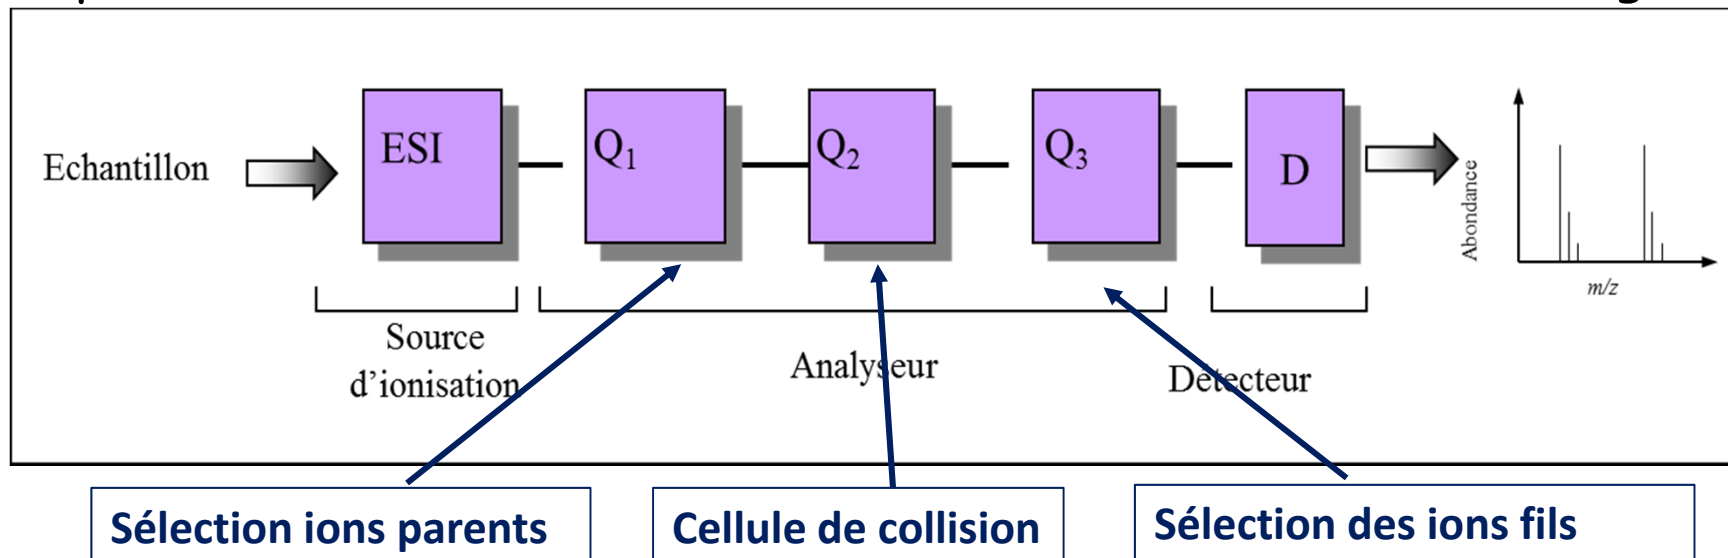 Echantillon
ESI
Q₁
Q₂
Q₃
D
Abondance
m/z
Source
d’ionisation
Analyseur
Détecteur
Sélection ions parents
Cellule de collision
Sélection des ions fils